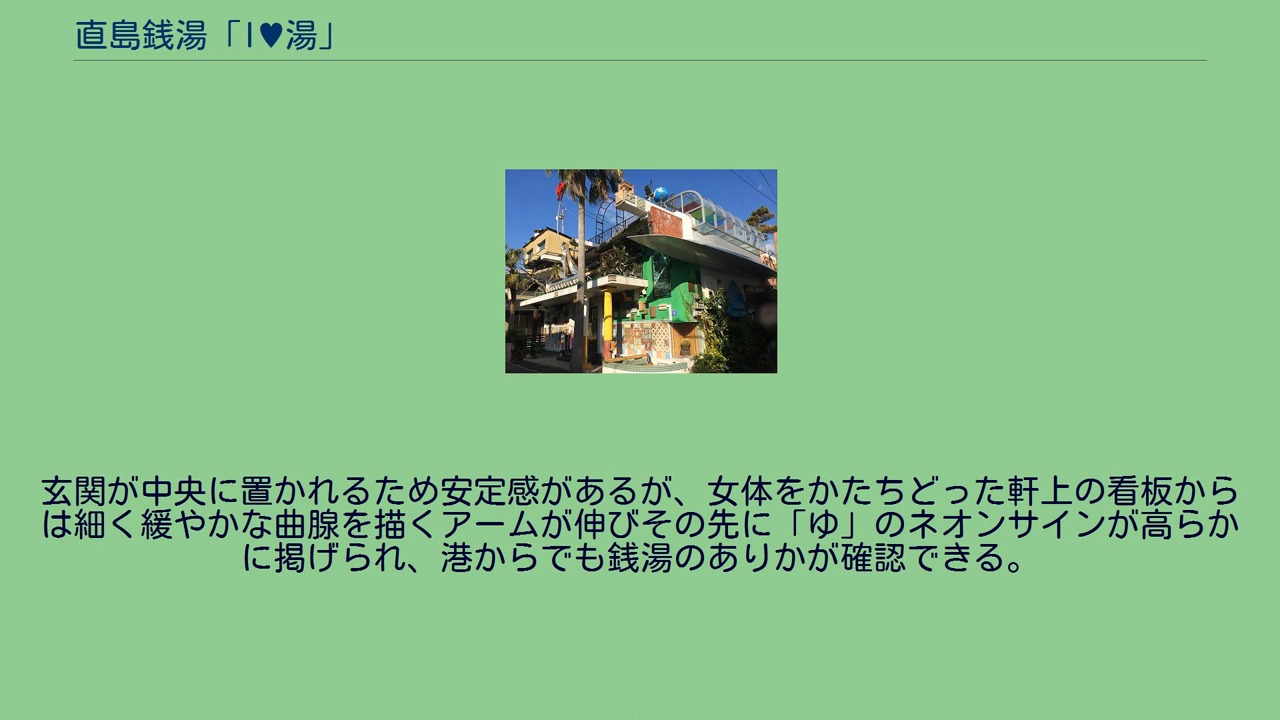 直島銭湯「I♥湯」
玄関が中央に置かれるため安定感があるが、女体をかたちどった軒上の看板から
は細く緩やかな曲腺を描くアームが伸びその先に「ゆ」のネオンサインが高らか
に掲げられ、港からでも銭湯のありかが確認できる。